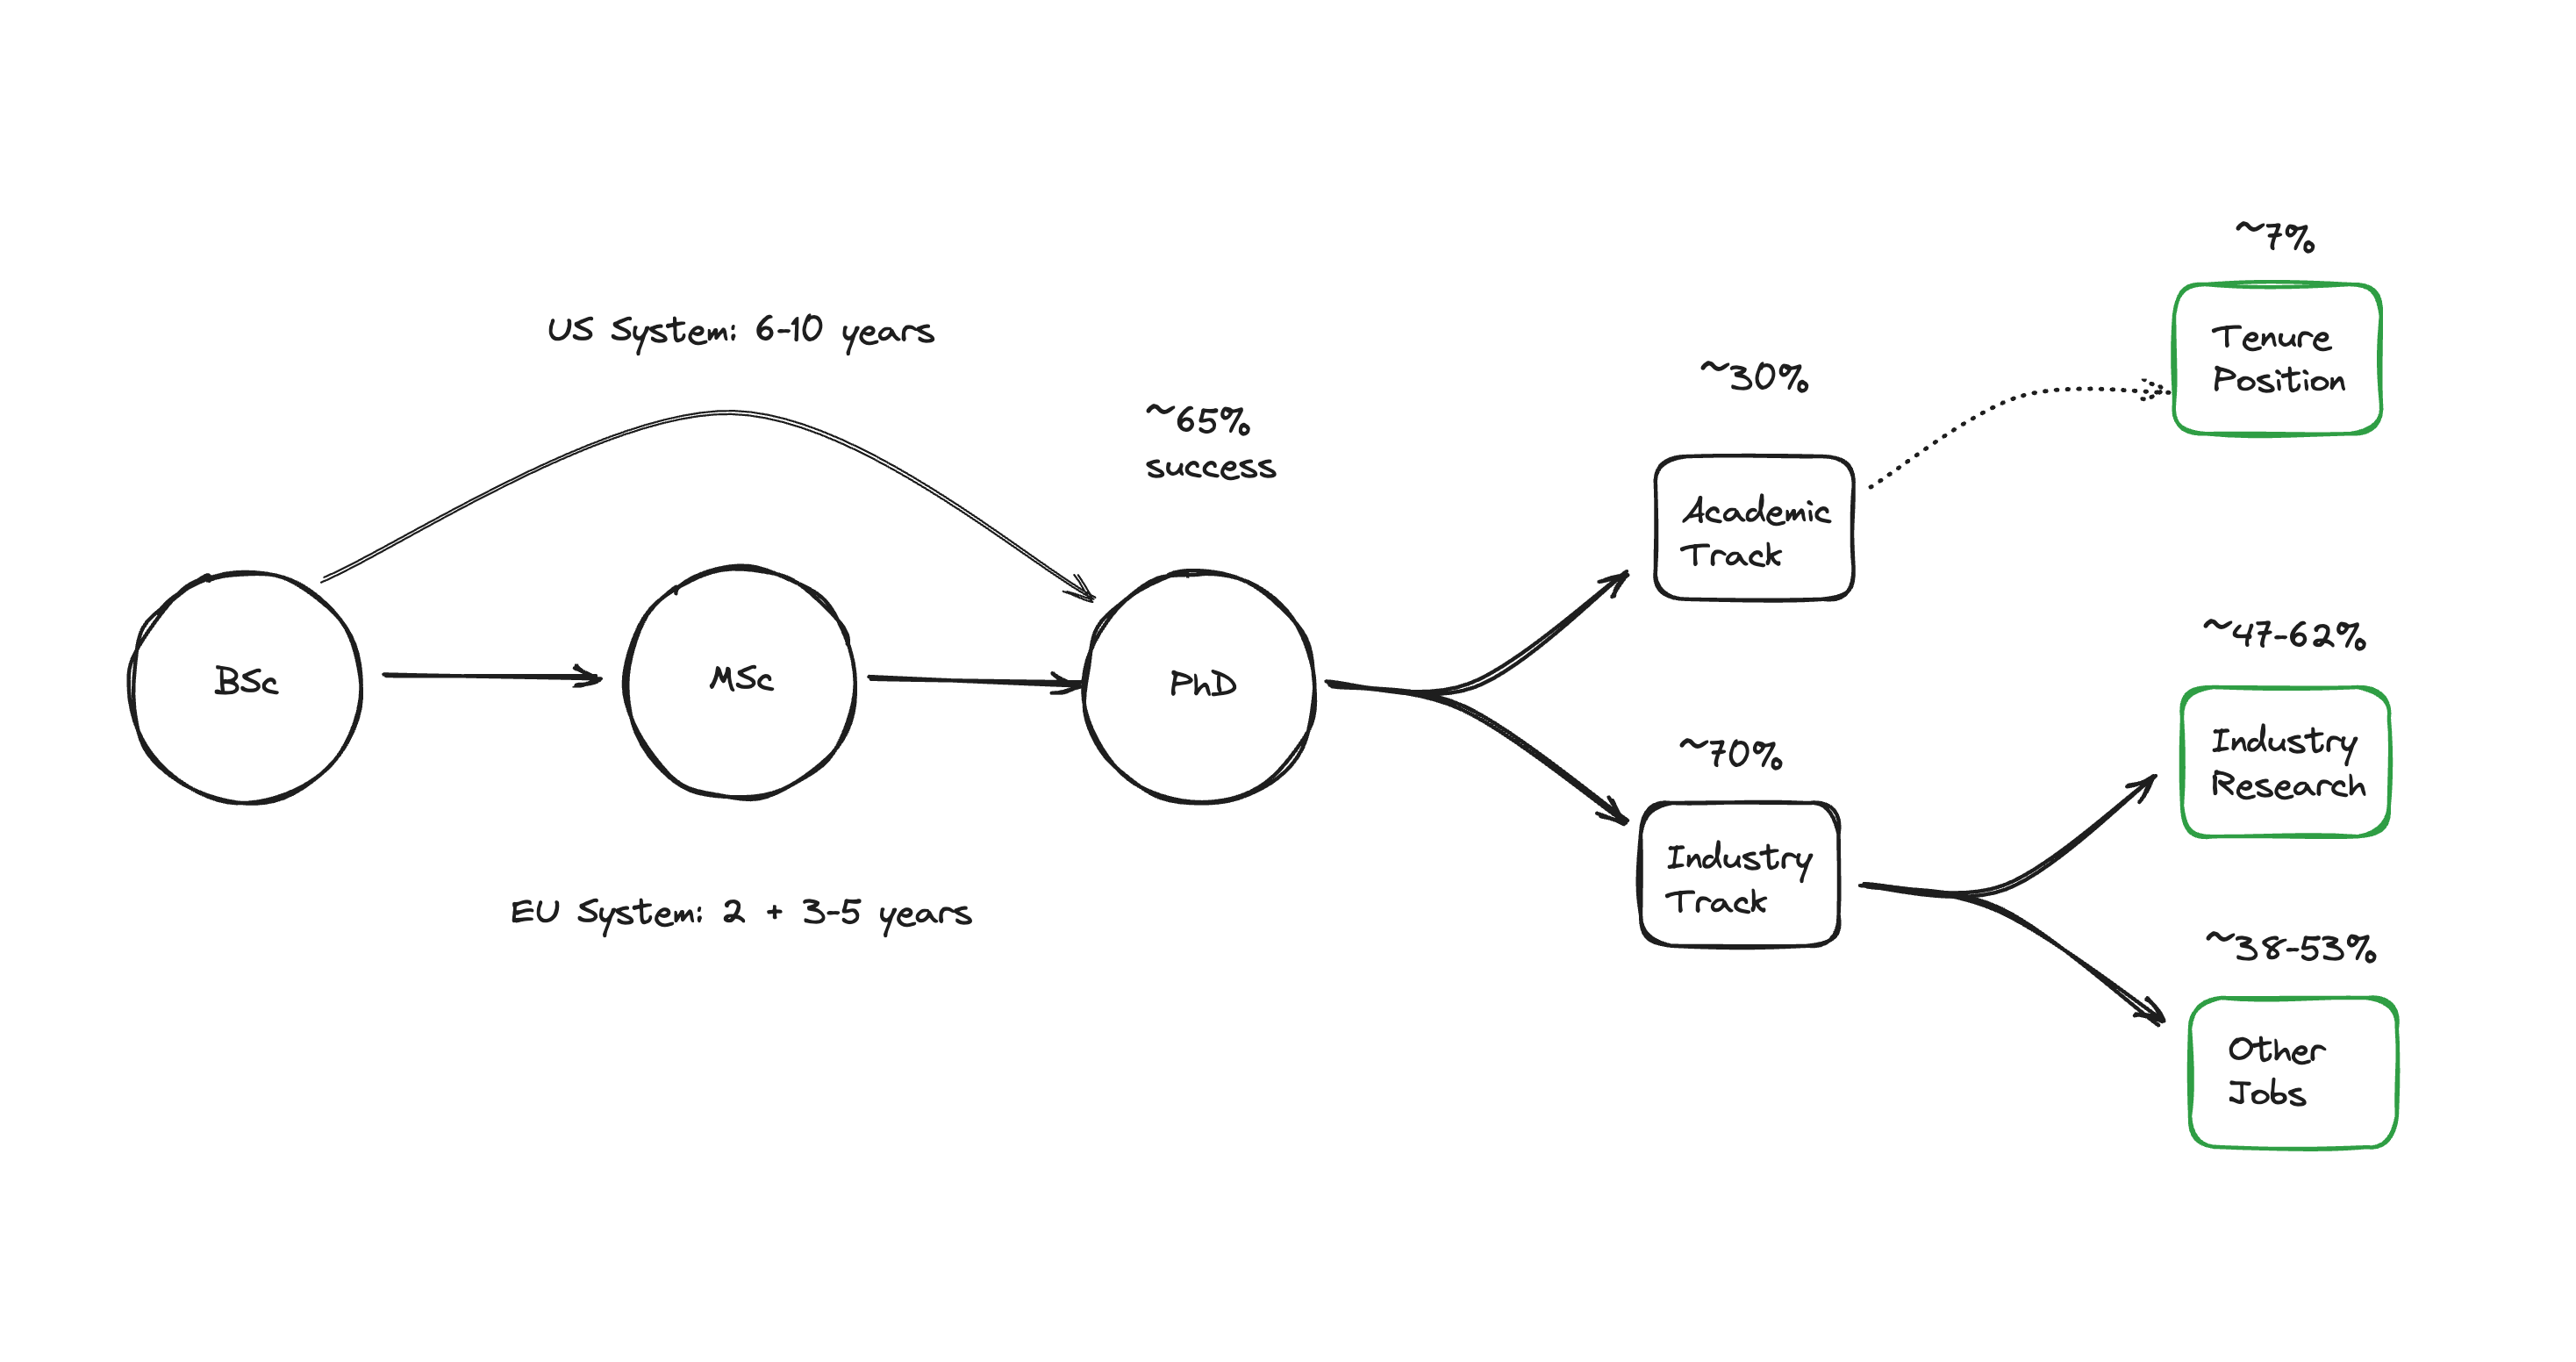 US System: 6-10 years
~65%
success
BSc
MSc
PhD
EU System: 2 + 3-5 years
~30%
Academic
Track
~70%
Industry
Track
~7%
Tenure
Position
~47-62%
Industry
Research
~38-53%
Other
Jobs